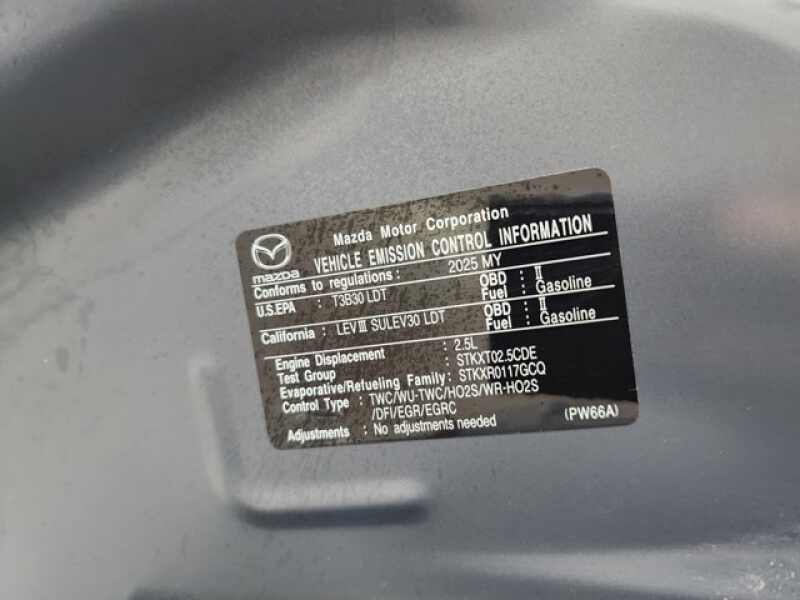 Mazda Motor Corporation
mazda VEHICLE EMISSION CONTROL INFORMATION
Conforms to regulations : 2025 MY
U.S.EPA : T3B30 LDT OBD : II
Fuel : Gasoline
California : LEV III SULEV30 LDT OBD : II
Fuel : Gasoline
Engine Displacement : 2.5L
Test Group : STKXT02.5CDE
Evaporative/Refueling Family: STKXR0117GCQ
Control Type : TWC/WU-TWC/HO2S/WR-HO2S
/DFI/EGR/EGRC
Adjustments : No adjustments needed (PW66A)